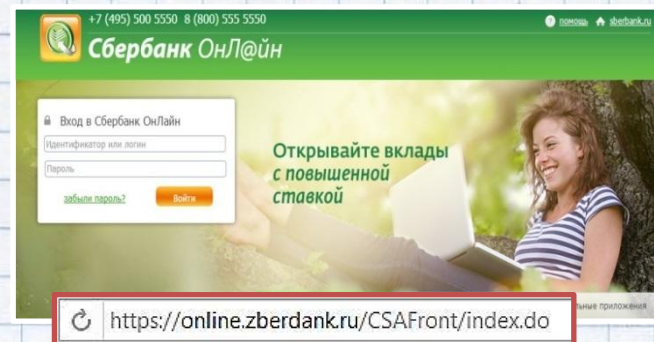 +7 (495) 500 5550 8 (800) 555 5550
помощь sberbank.ru
Сбербанк ОнЛ@йн
Вход в Сбербанк ОнЛайн
Идентификатор или логин
Пароль
забыли пароль?
Войти
Открывайте вклады
с повышенной
ставкой
приложения
https://online.zberdank.ru/CSAFront/index.do